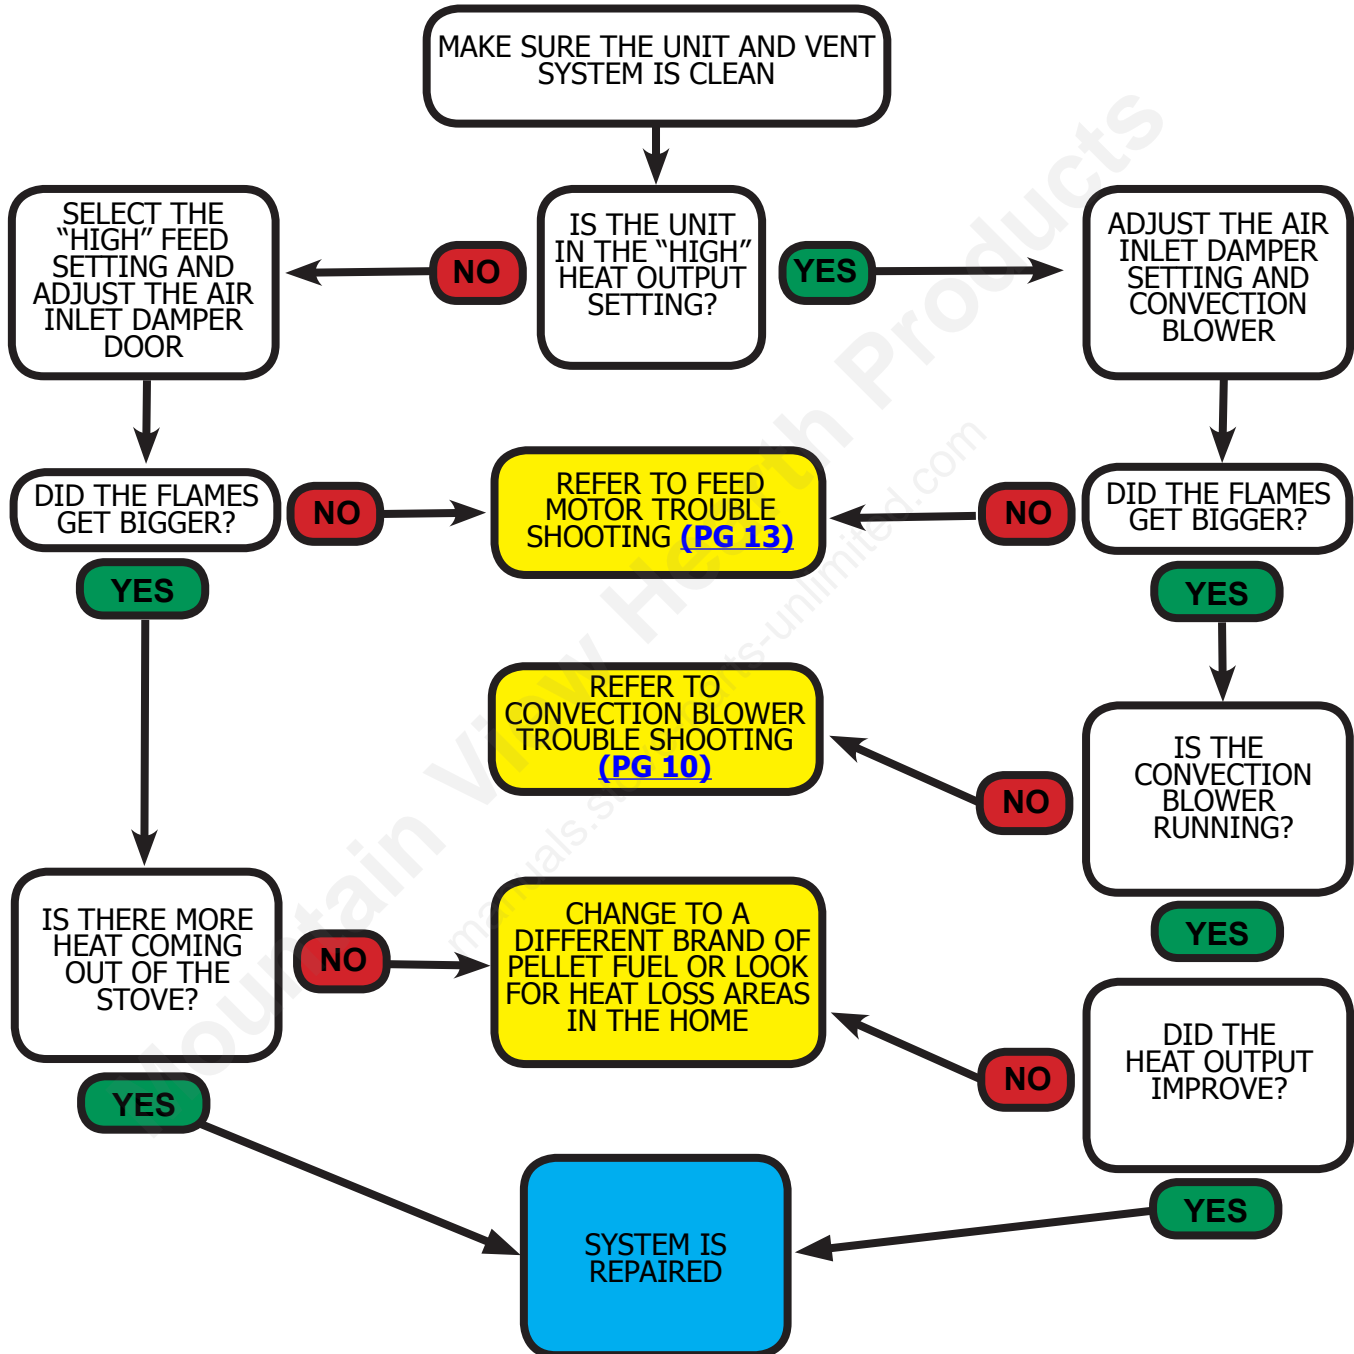 MAKE SURE THE UNIT AND VENT
SYSTEM IS CLEAN
SELECT THE
“HIGH” FEED
SETTING AND
ADJUST THE AIR
INLET DAMPER
DOOR
NO
IS THE UNIT
IN THE “HIGH”
HEAT OUTPUT
SETTING?
YES
ADJUST THE AIR
INLET DAMPER
SETTING AND
CONVECTION
BLOWER
DID THE FLAMES
GET BIGGER?
NO
REFER TO FEED
MOTOR TROUBLE
SHOOTING (PG 13)
NO
DID THE FLAMES
GET BIGGER?
YES
YES
REFER TO
CONVECTION BLOWER
TROUBLE SHOOTING
(PG 10)
NO
IS THE
CONVECTION
BLOWER
RUNNING?
YES
IS THERE MORE
HEAT COMING
OUT OF THE
STOVE?
NO
CHANGE TO A
DIFFERENT BRAND OF
PELLET FUEL OR LOOK
FOR HEAT LOSS AREAS
IN THE HOME
NO
DID THE
HEAT OUTPUT
IMPROVE?
YES
YES
SYSTEM IS
REPAIRED
Mountain View Hearth Products